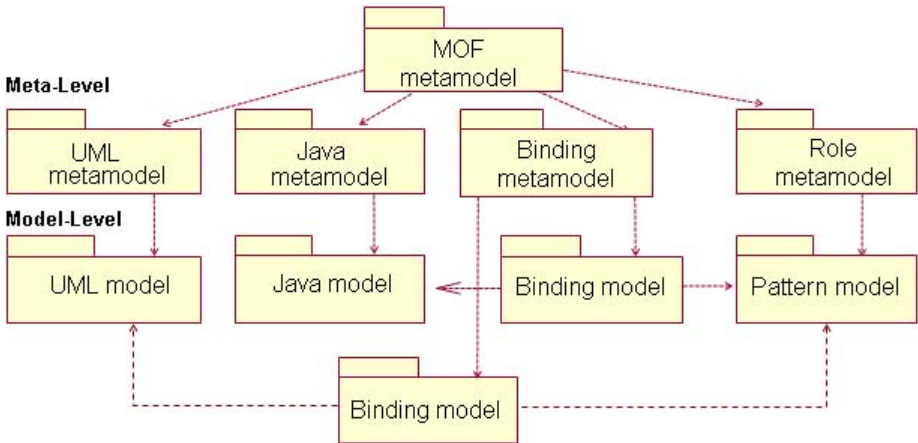 MOF
metamodel
Meta-Level
UML
metamodel
Java
metamodel
Binding
metamodel
Role
metamodel
Model-Level
UML model
Java model
Binding model
Pattern model
Binding model